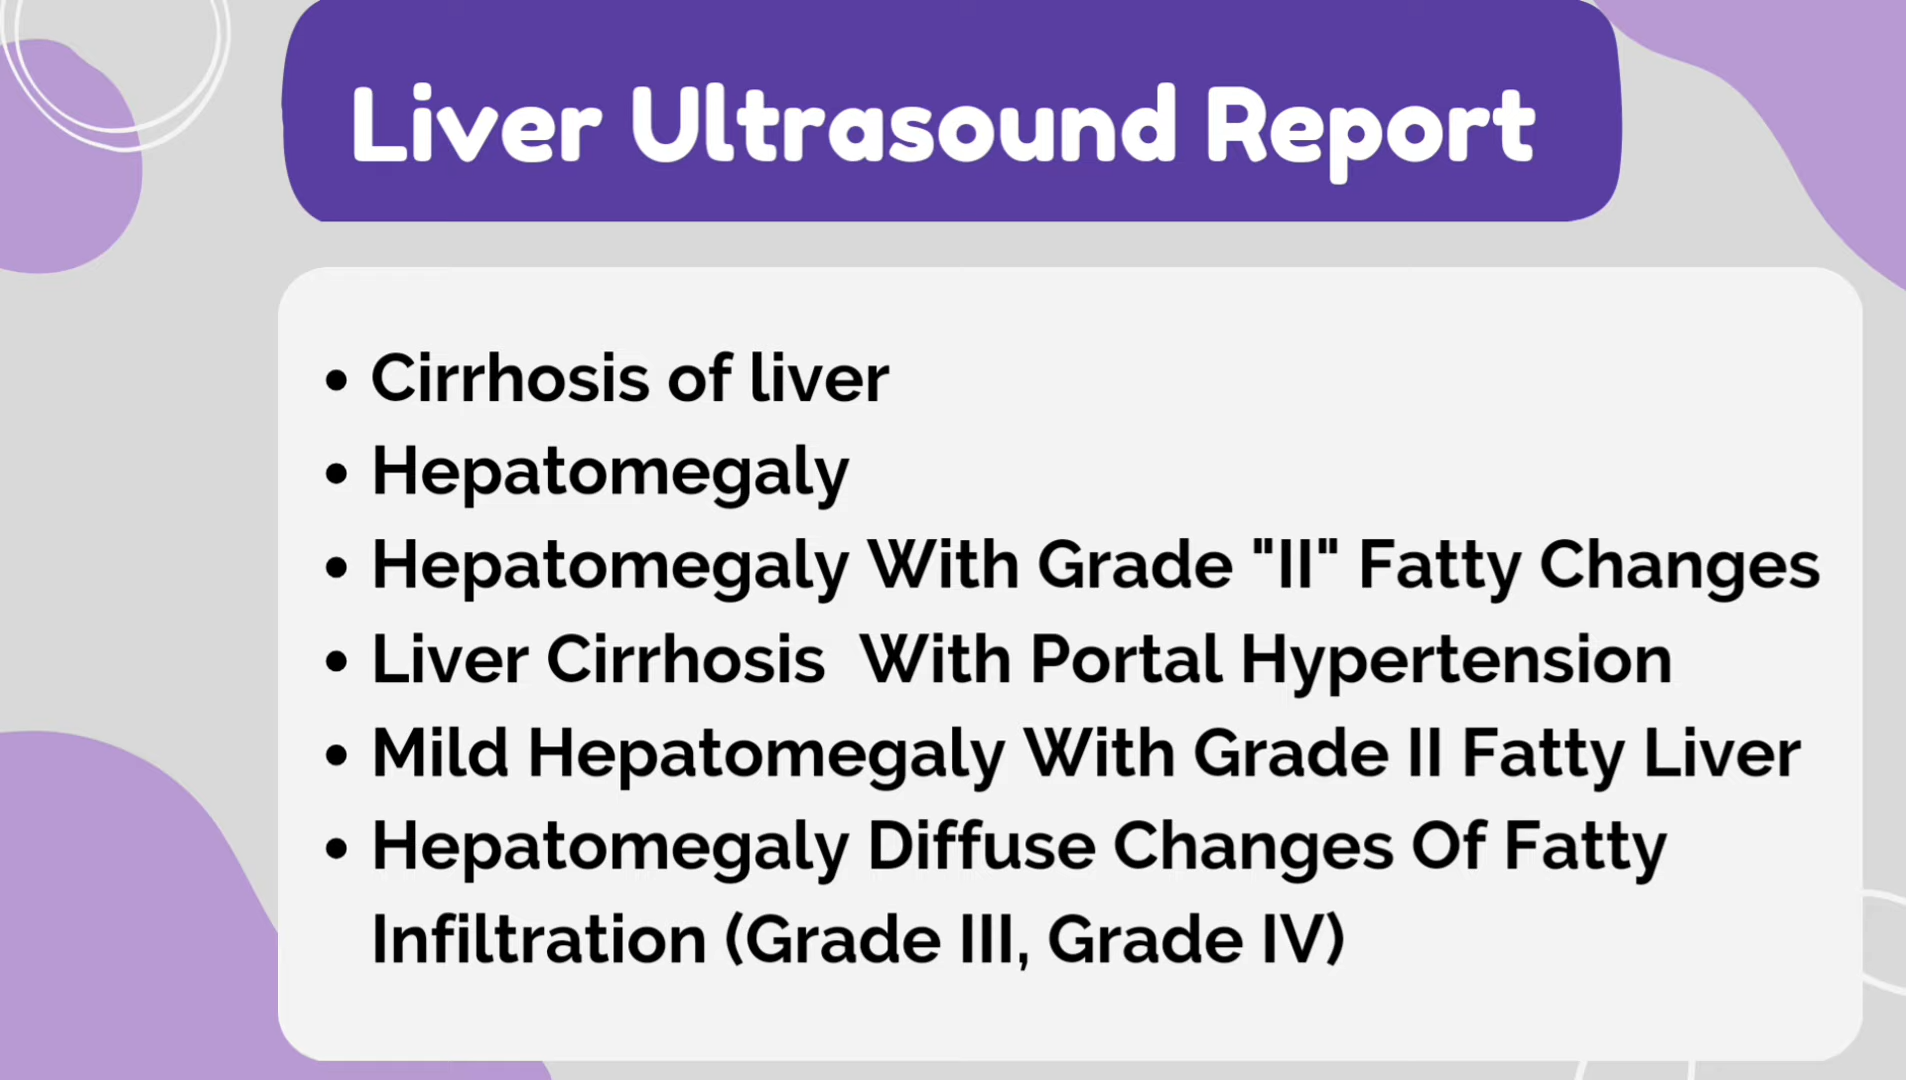 Liver Ultrasound Report
• Cirrhosis of liver
• Hepatomegaly
• Hepatomegaly With Grade "II" Fatty Changes
• Liver Cirrhosis  With Portal Hypertension
• Mild Hepatomegaly With Grade II Fatty Liver
• Hepatomegaly Diffuse Changes Of Fatty
Infiltration (Grade III, Grade IV)